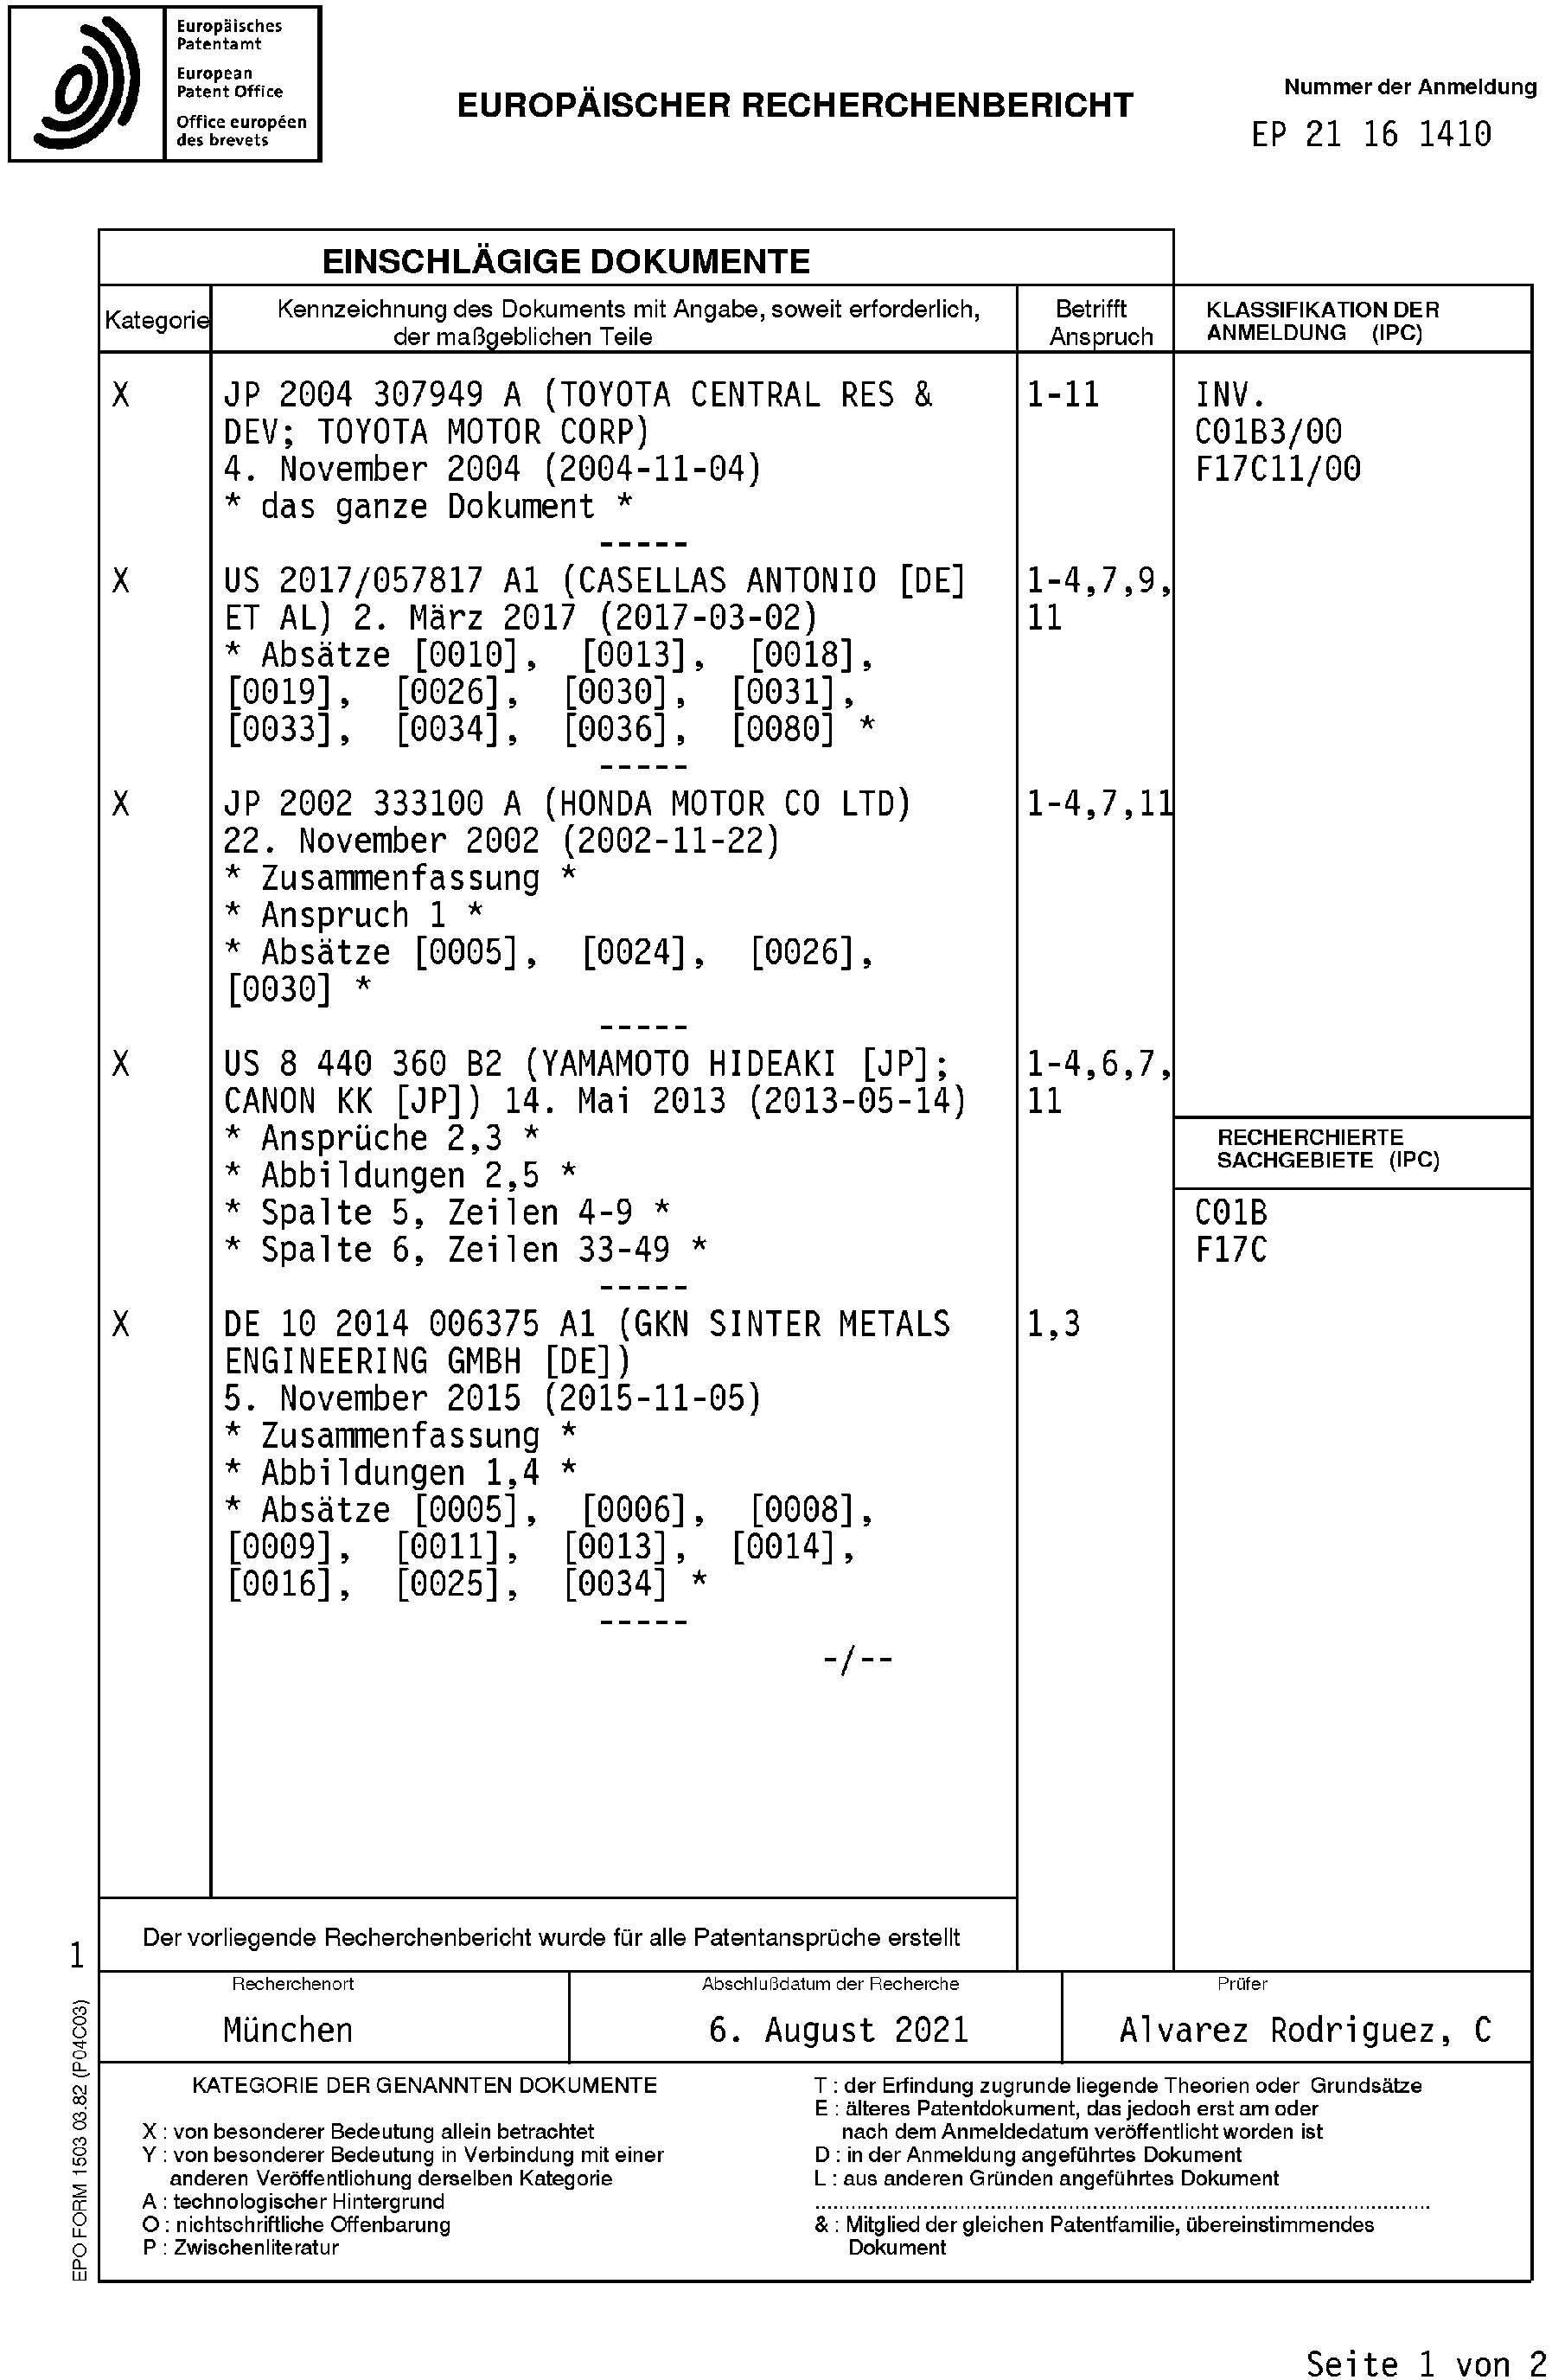 Europäisches
Patentamt
European
Patent Office
Office européen
des brevets
EUROPÄISCHER RECHERCHENBERICHT
Nummer der Anmeldung
EP 21 16 1410
EINSCHLÄGIGE DOKUMENTE
Kategorie
Kennzeichnung des Dokuments mit Angabe, soweit erforderlich,
der maßgeblichen Teile
Betrifft
Anspruch
KLASSIFIKATION DER
ANMELDUNG (IPC)
X JP 2004 307949 A (TOYOTA CENTRAL RES & 1-11 INV.
DEV; TOYOTA MOTOR CORP) C01B3/00
4. November 2004 (2004-11-04) F17C11/00
* das ganze Dokument *
-----
X US 2017/057817 A1 (CASELLAS ANTONIO [DE] 1-4,7,9,
ET AL) 2. März 2017 (2017-03-02) 11
* Absätze [0010], [0013], [0018],
[0019], [0026], [0030], [0031],
[0033], [0034], [0036], [0080] *
-----
X JP 2002 333100 A (HONDA MOTOR CO LTD) 1-4,7,11
22. November 2002 (2002-11-22)
* Zusammenfassung *
* Anspruch 1 *
* Absätze [0005], [0024], [0026],
[0030] *
-----
X US 8 440 360 B2 (YAMAMOTO HIDEAKI [JP]; 1-4,6,7,
CANON KK [JP]) 14. Mai 2013 (2013-05-14) 11
* Ansprüche 2,3 *
* Abbildungen 2,5 *
* Spalte 5, Zeilen 4-9 *
* Spalte 6, Zeilen 33-49 *
-----
RECHERCHIERTE
SACHGEBIETE (IPC)
C01B
F17C
X DE 10 2014 006375 A1 (GKN SINTER METALS 1,3
ENGINEERING GMBH [DE])
5. November 2015 (2015-11-05)
* Zusammenfassung *
* Abbildungen 1,4 *
* Absätze [0005], [0006], [0008],
[0009], [0011], [0013], [0014],
[0016], [0025], [0034] *
-----
-/--
Der vorliegende Recherchenbericht wurde für alle Patentansprüche erstellt
1
Recherchenort
München
Abschlußdatum der Recherche
6. August 2021
Prüfer
Alvarez Rodriguez, C
KATEGORIE DER GENANNTEN DOKUMENTE
X : von besonderer Bedeutung allein betrachtet
Y : von besonderer Bedeutung in Verbindung mit einer
anderen Veröffentlichung derselben Kategorie
A : technologischer Hintergrund
O : nichtschriftliche Offenbarung
P : Zwischenliteratur
T : der Erfindung zugrunde liegende Theorien oder Grundsätze
E : älteres Patentdokument, das jedoch erst am oder
nach dem Anmeldedatum veröffentlicht worden ist
D : in der Anmeldung angeführtes Dokument
L : aus anderen Gründen angeführtes Dokument
& : Mitglied der gleichen Patentfamilie, übereinstimmendes
Dokument
EPO FORM 1503 03.82 (P04C03)
Seite 1 von 2